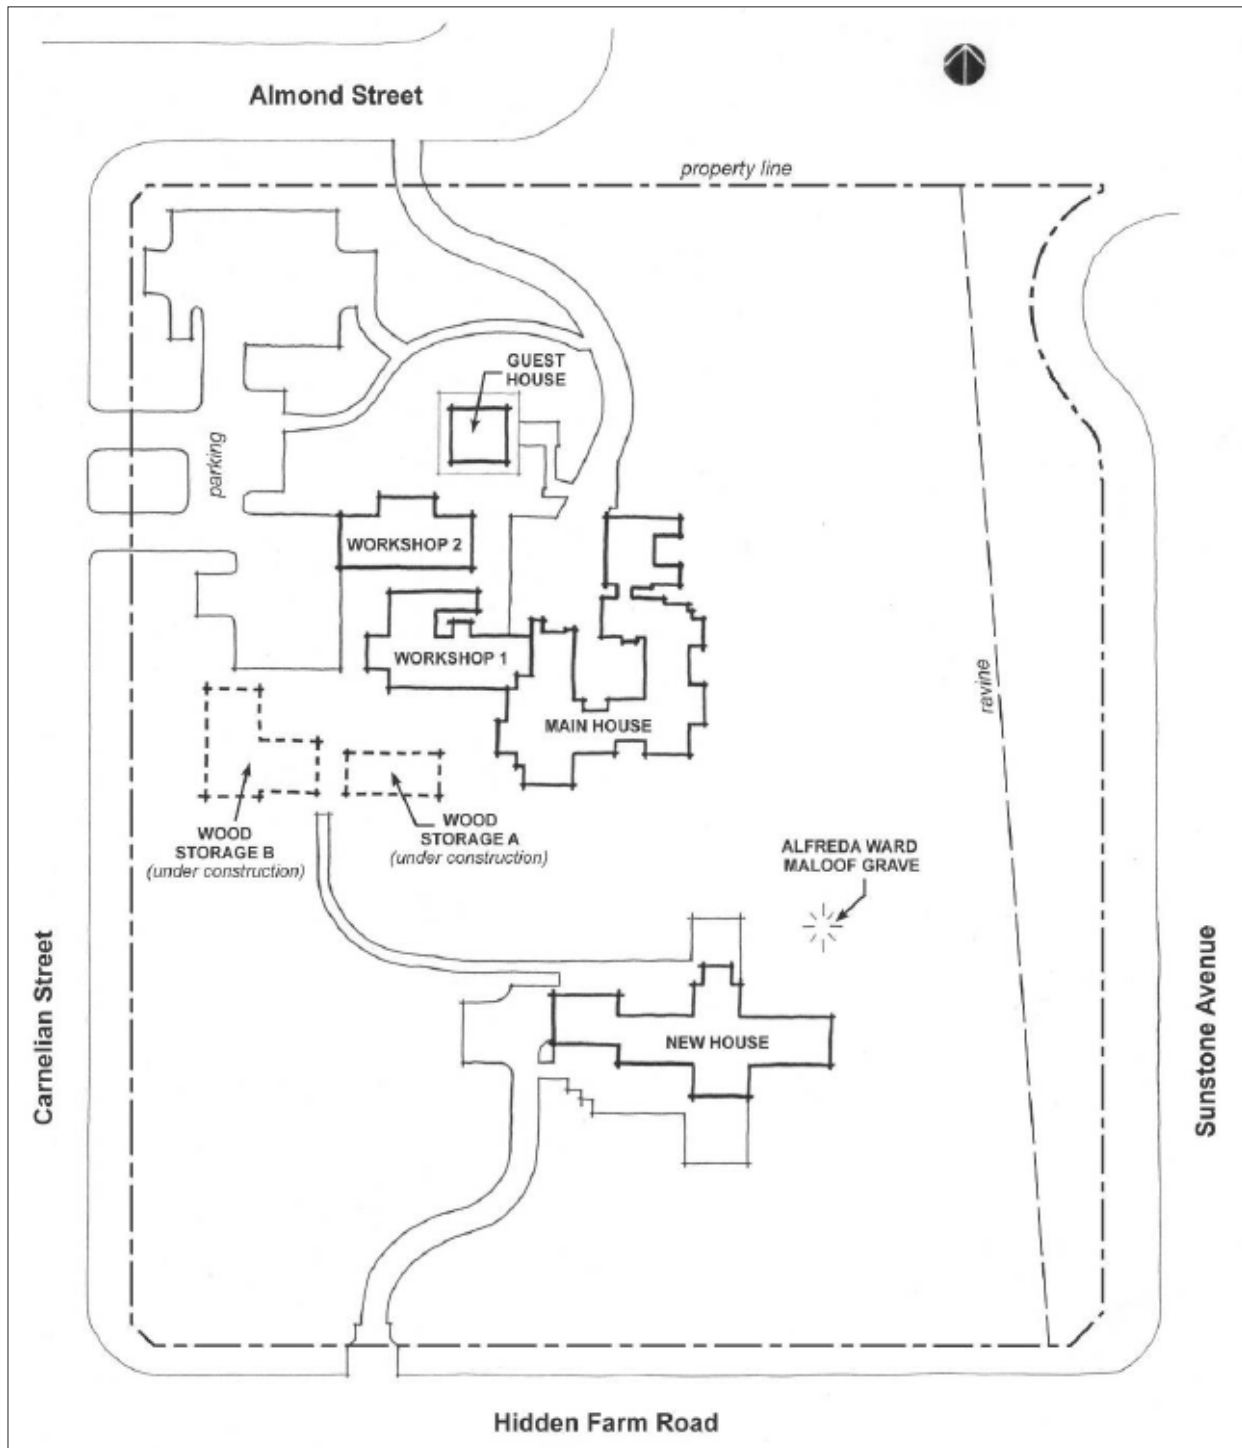 Almond Street
property line
GUEST
HOUSE
parking
WORKSHOP 2
WORKSHOP 1
MAIN HOUSE
ravine
WOOD
STORAGE B
(under construction)
WOOD
STORAGE A
(under construction)
ALFREDA WARD
MALOOF GRAVE
Carnelian Street
Sunstone Avenue
NEW HOUSE
Hidden Farm Road